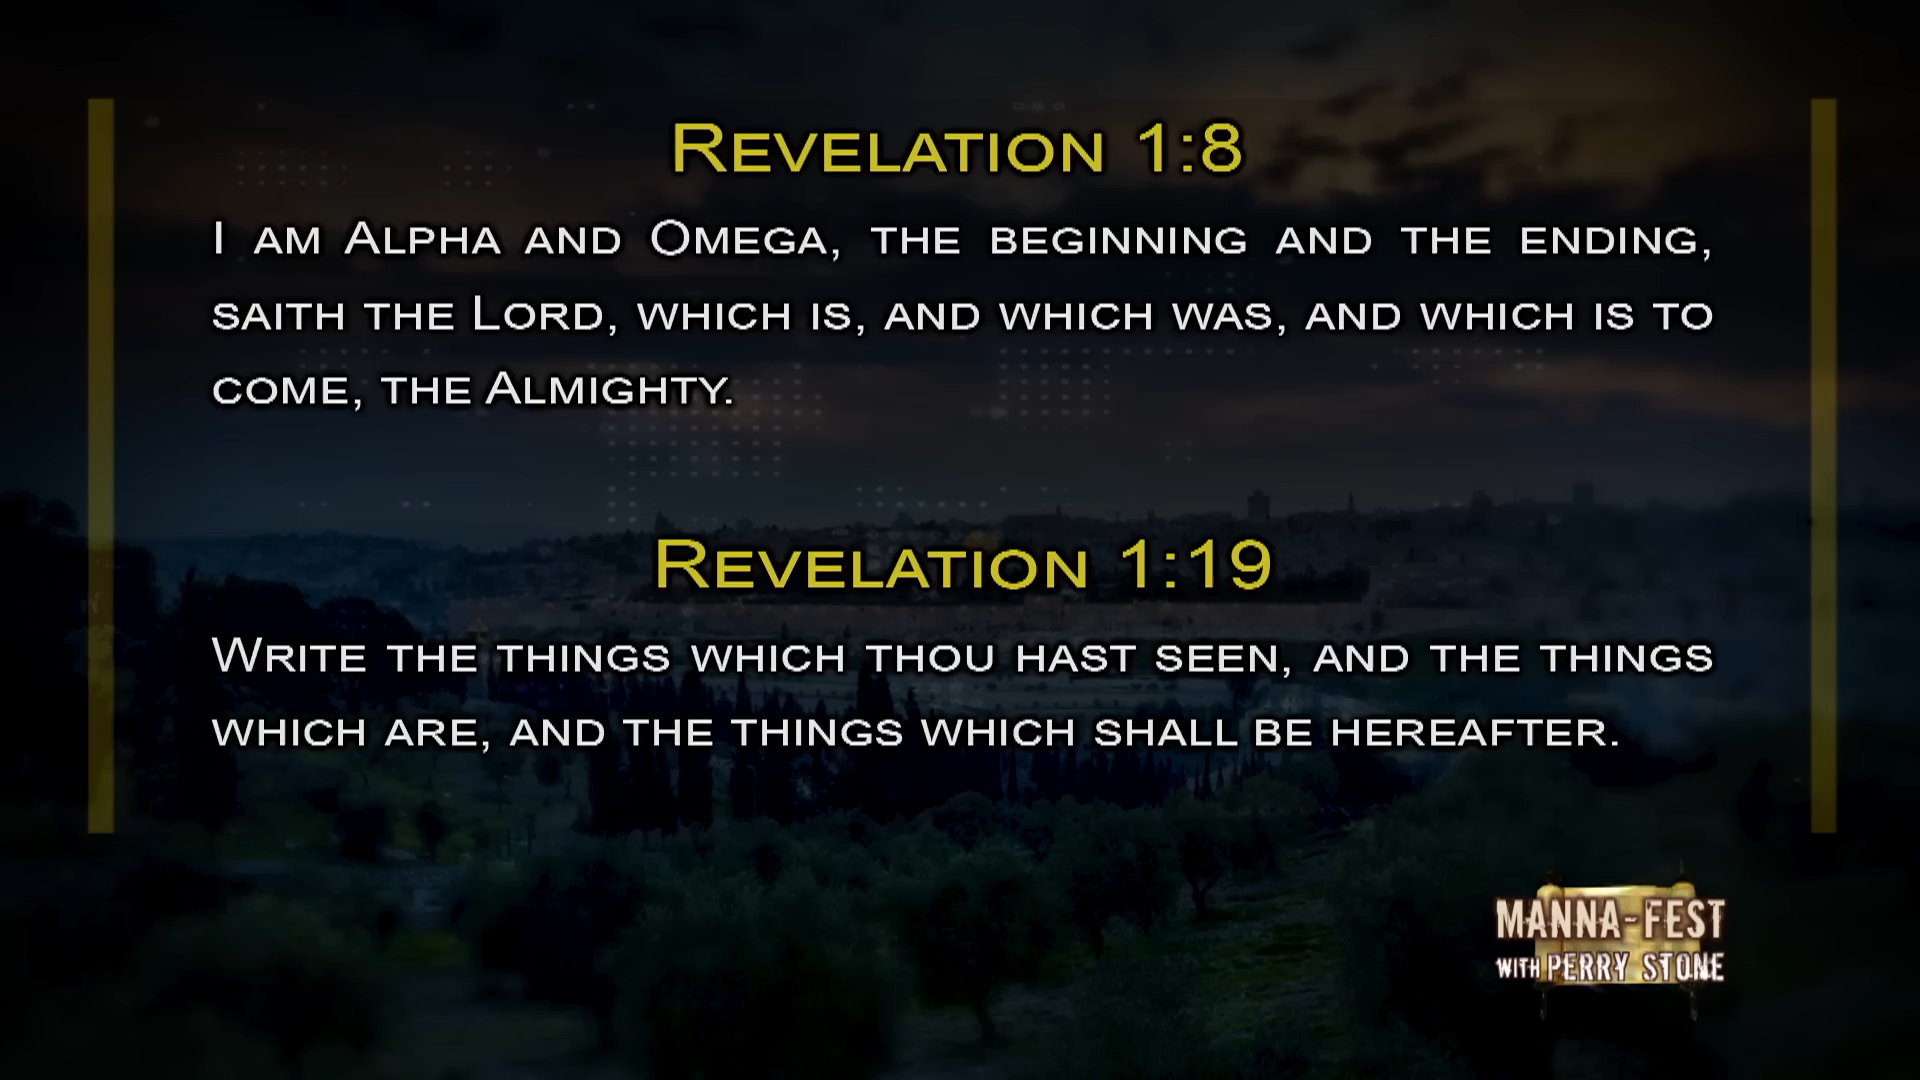 Revelation 1:8
I am Alpha and Omega, the beginning and the ending,
saith the Lord, which is, and which was, and which is to
come, the Almighty.
Revelation 1:19
Write the things which thou hast seen, and the things
which are, and the things which shall be hereafter.
MANNA-FEST
WITH PERRY STONE